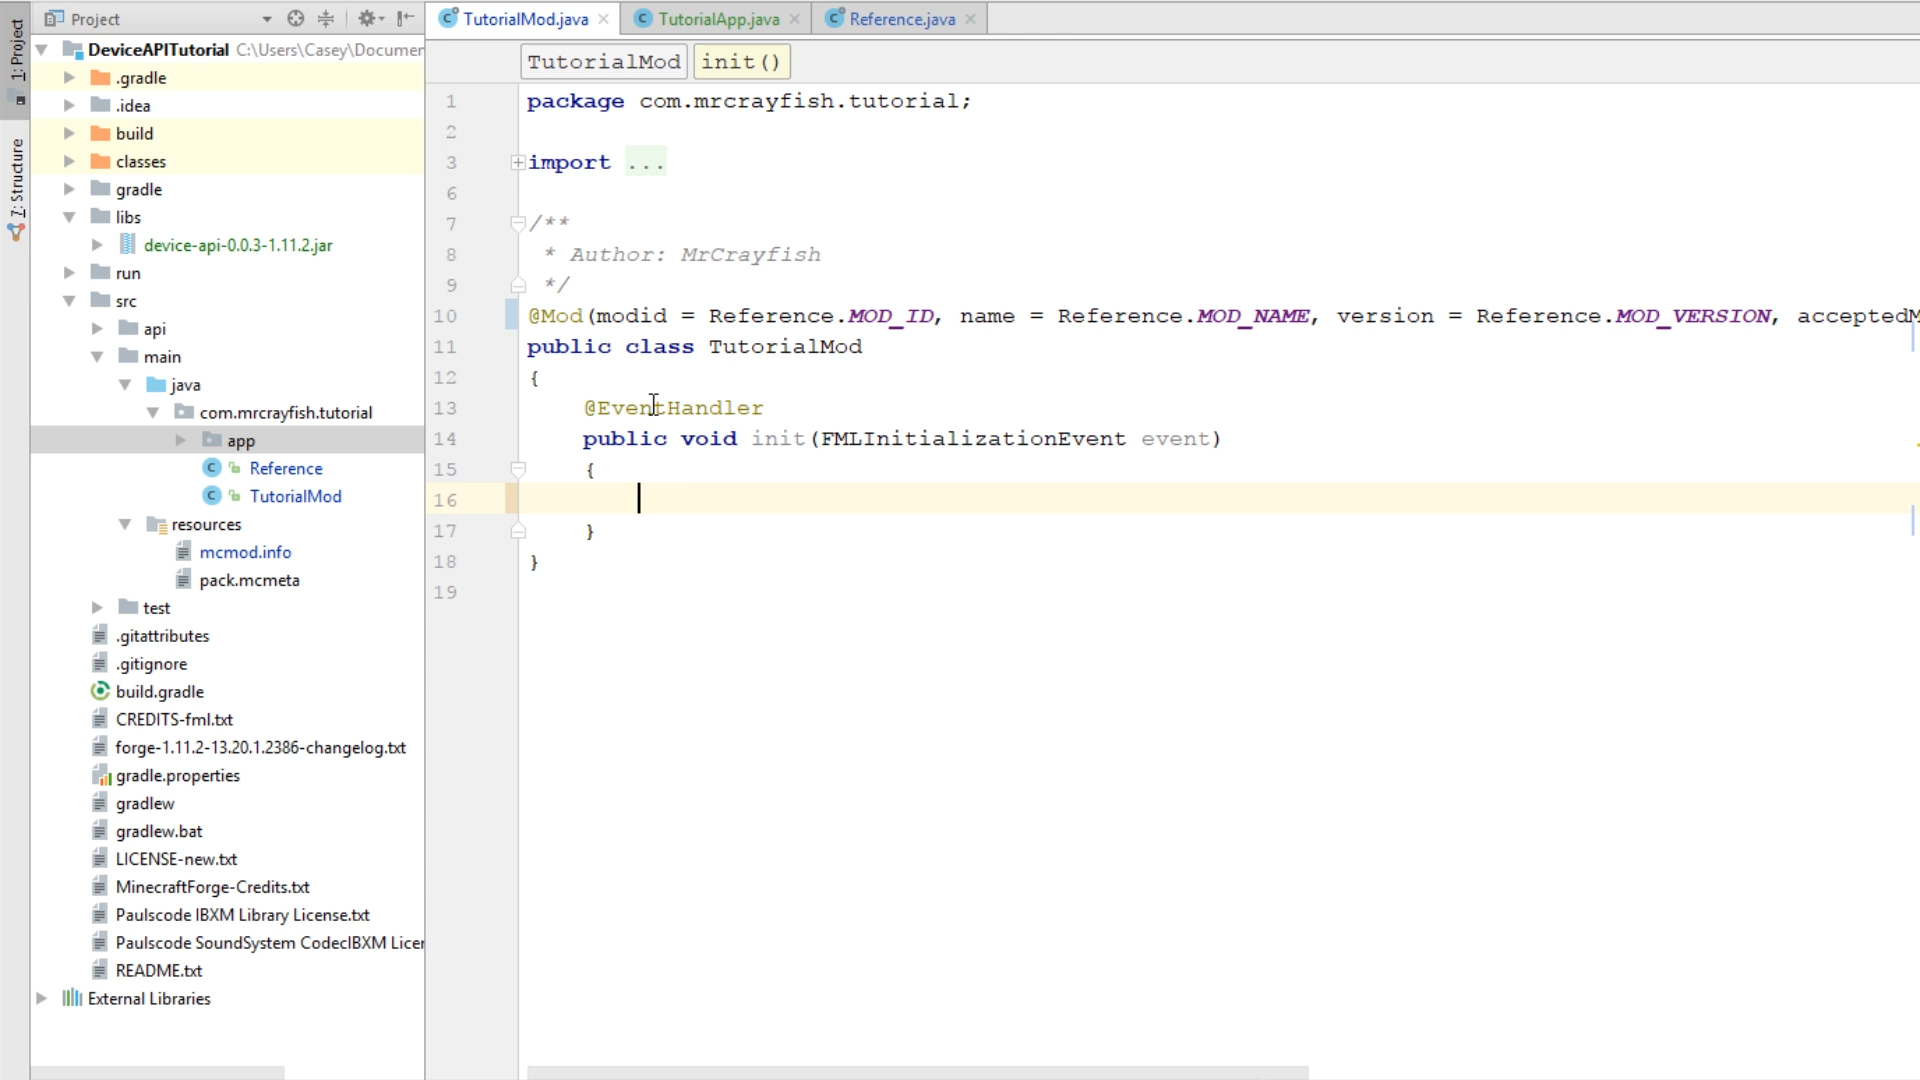 1: Project
7: Structure
Project
DeviceAPITutorial C:\Users\Casey\Documen
.gradle
.idea
build
classes
gradle
libs
device-api-0.0.3-1.11.2.jar
run
src
api
main
java
com.mrcrayfish.tutorial
app
Reference
TutorialMod
resources
mcmod.info
pack.mcmeta
test
.gitattributes
.gitignore
build.gradle
CREDITS-fml.txt
forge-1.11.2-13.20.1.2386-changelog.txt
gradle.properties
gradlew
gradlew.bat
LICENSE-new.txt
MinecraftForge-Credits.txt
Paulscode IBXM Library License.txt
Paulscode SoundSystem CodecIBXM Licen
README.txt
External Libraries
TutorialMod.java TutorialApp.java Reference.java
TutorialMod init()
1 package com.mrcrayfish.tutorial;
2
3 import ...
6
7 /**
8 * Author: MrCrayfish
9 */
10 @Mod(modid = Reference.MOD_ID, name = Reference.MOD_NAME, version = Reference.MOD_VERSION, acceptedM
11 public class TutorialMod
12 {
13 @EventHandler
14 public void init(FMLInitializationEvent event)
15 {
16
17 }
18 }
19